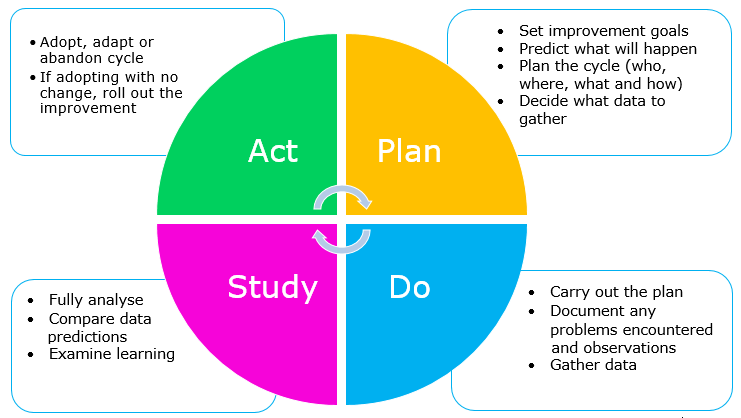 • Adopt, adapt or
abandon cycle
• If adopting with no
change, roll out the
improvement
• Set improvement goals
• Predict what will happen
• Plan the cycle (who,
where, what and how)
• Decide what data to
gather
Act
Plan
Study
Do
• Fully analyse
• Compare data
predictions
• Examine learning
• Carry out the plan
• Document any
problems encountered
and observations
• Gather data